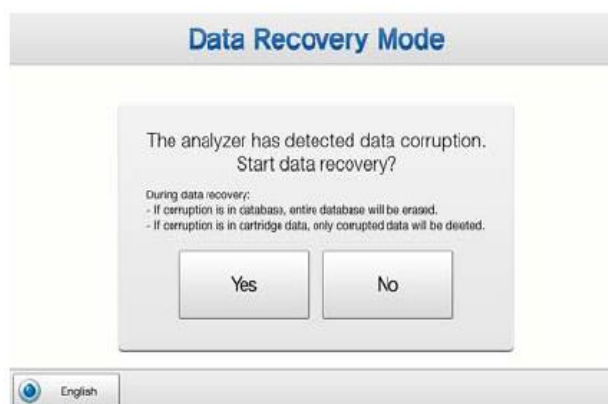 Data Recovery Mode
The analyzer has detected data corruption.
Start data recovery?
During data recovery:
- If corruption is in database, entire database will be erased.
- If corruption is in cartridge data, only corrupted data will be deleted.
Yes
No
English